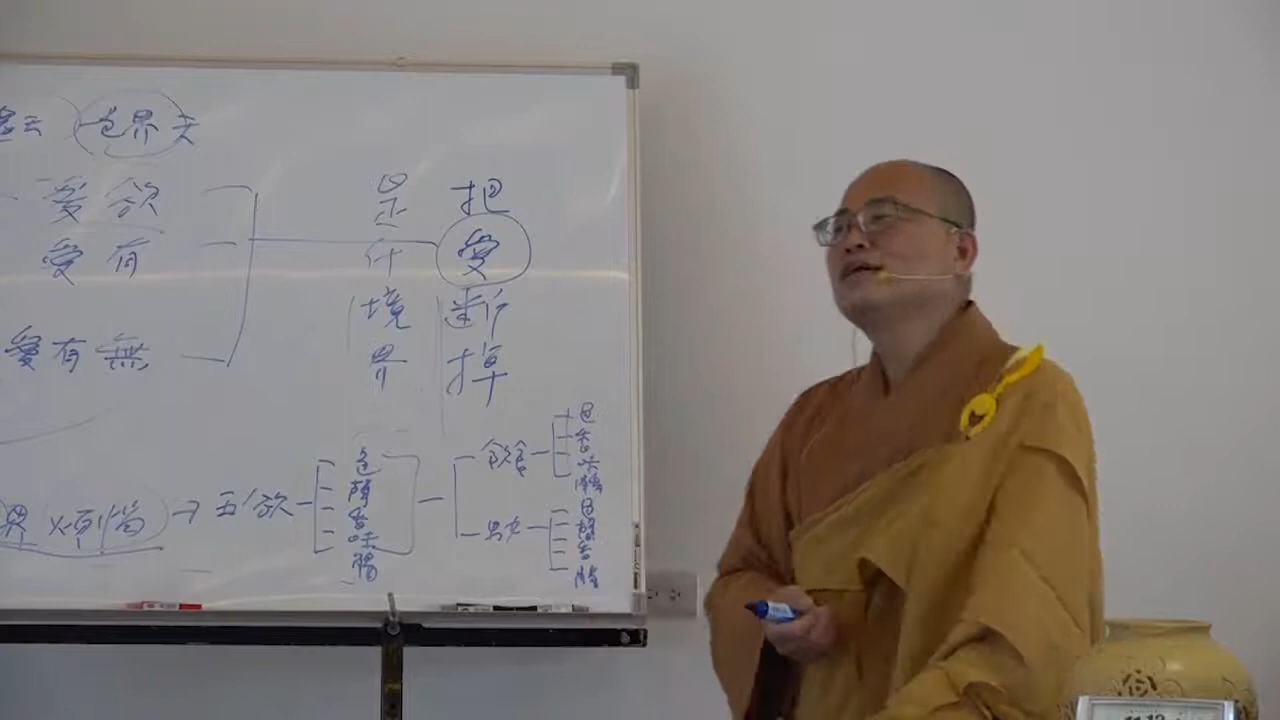 色界天
愛欲
愛有
愛有無
是什境界
把愛斷掉
界煩惱 → 五欲
色
聲
香
味
觸
飲食
色
香
味
觸
男女
色
聲
香
觸